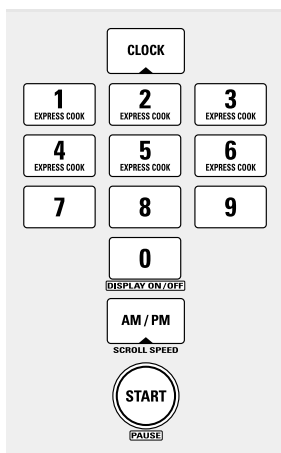 CLOCK
1 2 3
EXPRESS COOK EXPRESS COOK EXPRESS COOK
4 5 6
EXPRESS COOK EXPRESS COOK EXPRESS COOK
7 8 9
0
DISPLAY ON/OFF
AM / PM
SCROLL SPEED
START
PAUSE